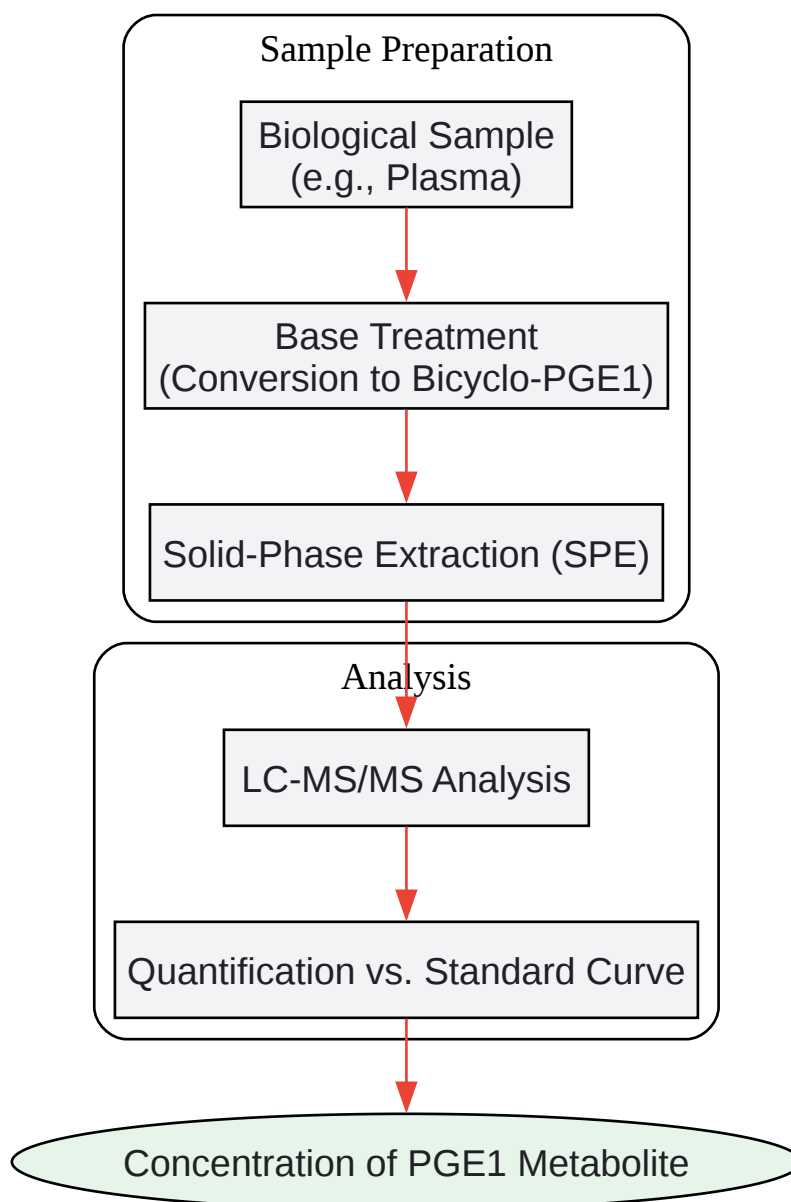 Sample Preparation
Biological Sample
(e.g., Plasma)
Base Treatment
(Conversion to Bicyclo-PGE1)
Solid-Phase Extraction (SPE)
Analysis
LC-MS/MS Analysis
Quantification vs. Standard Curve
Concentration of PGE1 Metabolite